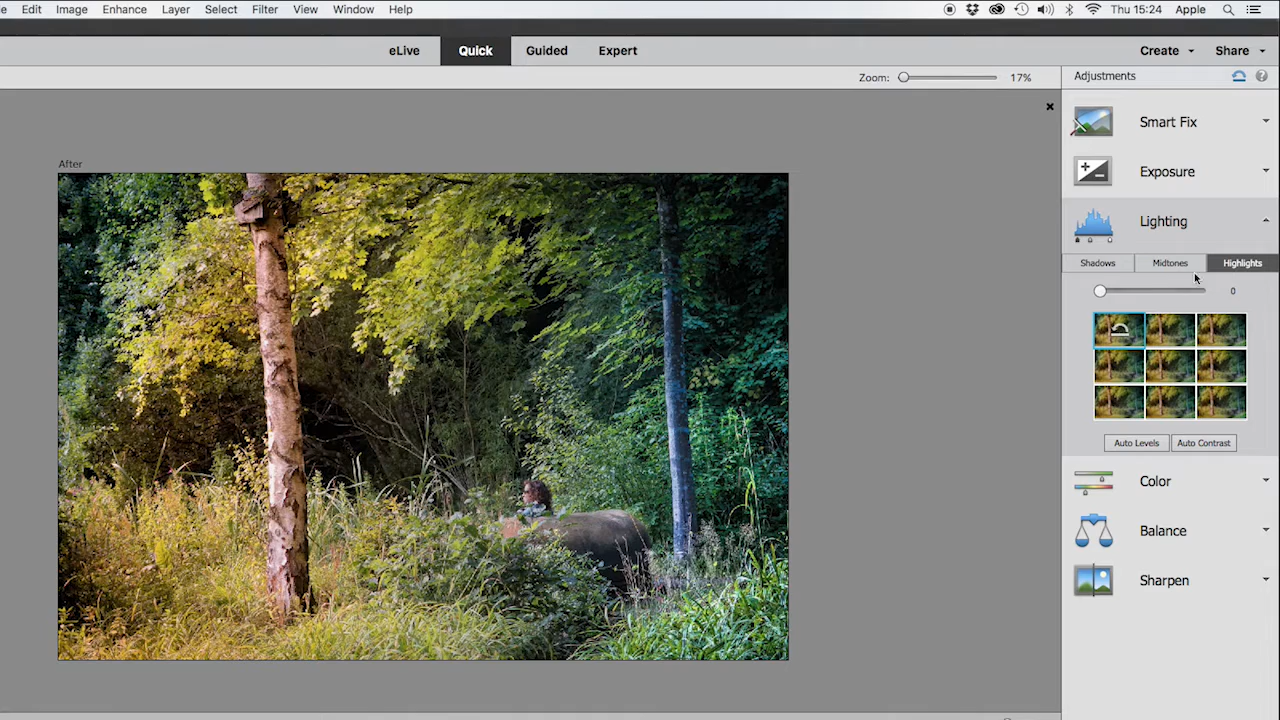 Edit Image Enhance Layer Select Filter View Window Help Thu 15:24 Apple
eLive Quick Guided Expert Create Share
Zoom: 17% Adjustments
Smart Fix
After
Exposure
Lighting
Shadows Midtones Highlights
0
Auto Levels Auto Contrast
Color
Balance
Sharpen